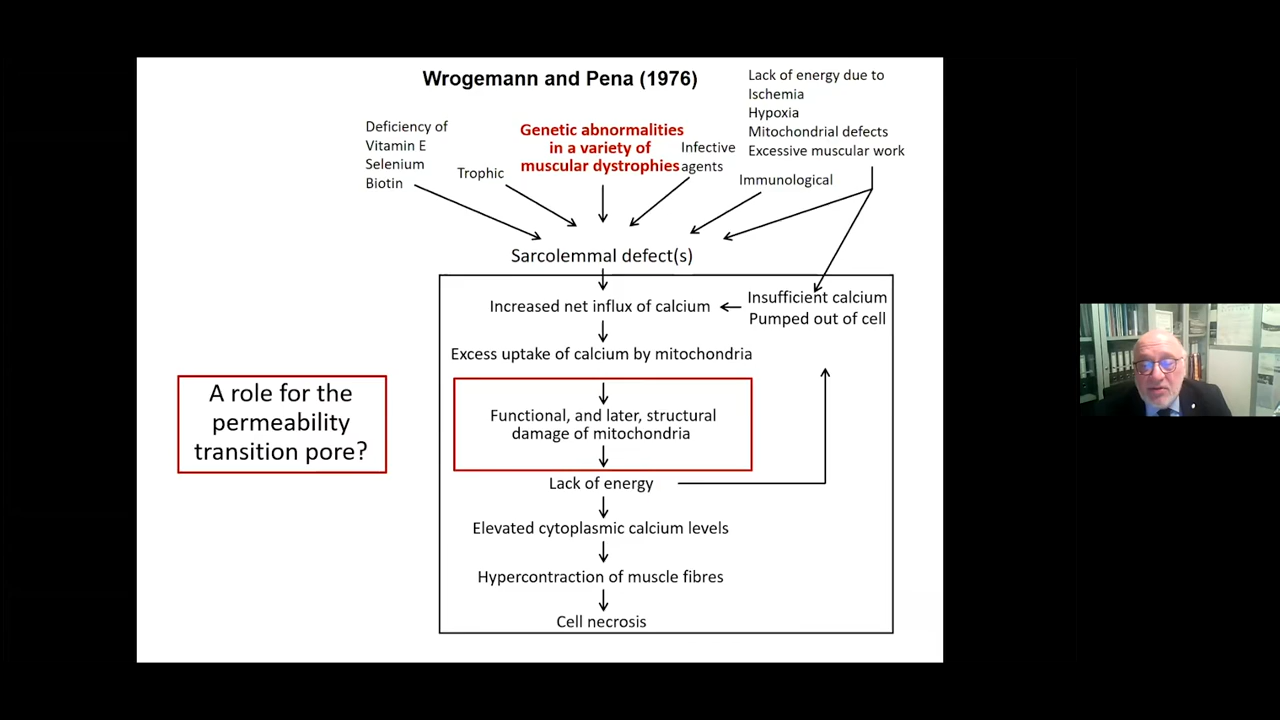 Wrogemann and Pena (1976)
Lack of energy due to
Ischemia
Hypoxia
Mitochondrial defects
Excessive muscular work
Deficiency of
Vitamin E
Selenium
Biotin
Trophic
Genetic abnormalities
in a variety of
muscular dystrophies
Infective
agents
Immunological
Sarcolemmal defect(s)
Increased net influx of calcium
Insufficient calcium
Pumped out of cell
Excess uptake of calcium by mitochondria
A role for the
permeability
transition pore?
Functional, and later, structural
damage of mitochondria
Lack of energy
Elevated cytoplasmic calcium levels
Hypercontraction of muscle fibres
Cell necrosis